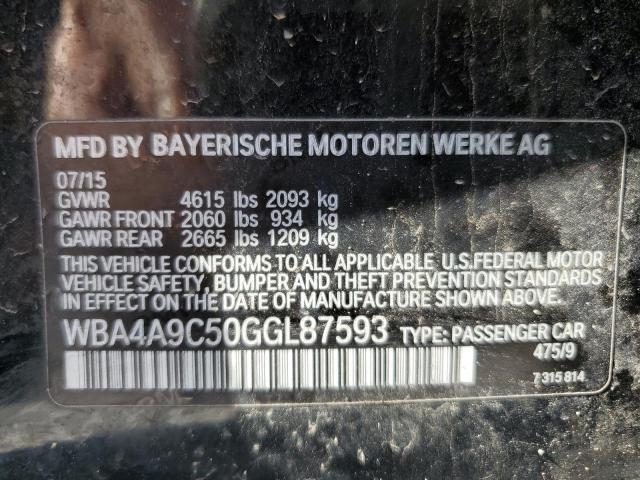 MFD BY BAYERISCHE MOTOREN WERKE AG
07/15
GVWR 4615 lbs 2093 kg
GAWR FRONT 2060 lbs 934 kg
GAWR REAR 2665 lbs 1209 kg
THIS VEHICLE CONFORMS TO ALL APPLICABLE U.S.FEDERAL MOTOR
VEHICLE SAFETY, BUMPER AND THEFT PREVENTION STANDARDS IN
EFFECT ON THE DATE OF MANUFACTURE SHOWN ABOVE.
WBA4A9C50GGL87593 TYPE: PASSENGER CAR
475/9
7 315 814